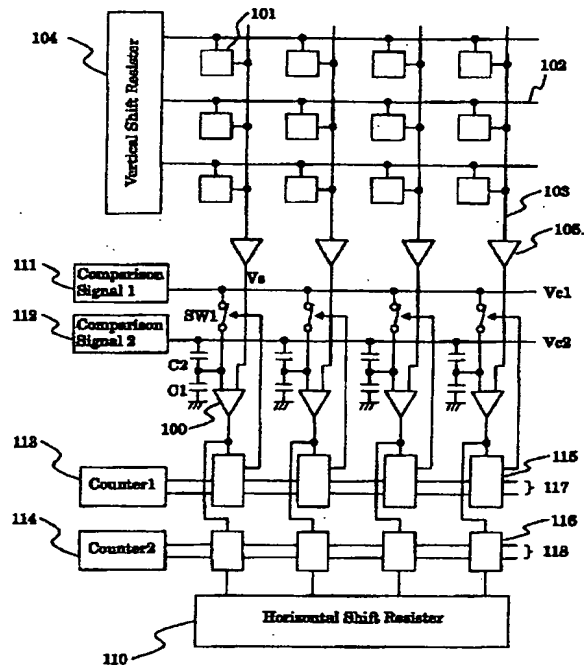 101
104
Vertical Shift Resister
102
103
105.
111
Comparison
Signal 1
Vs
Vc1
112
SW1
Comparison
Signal 2
Vc2
C2
C1
100
113
115
Counter1
117
114
116
Counter2
118
Horizontal Shift Resister
110